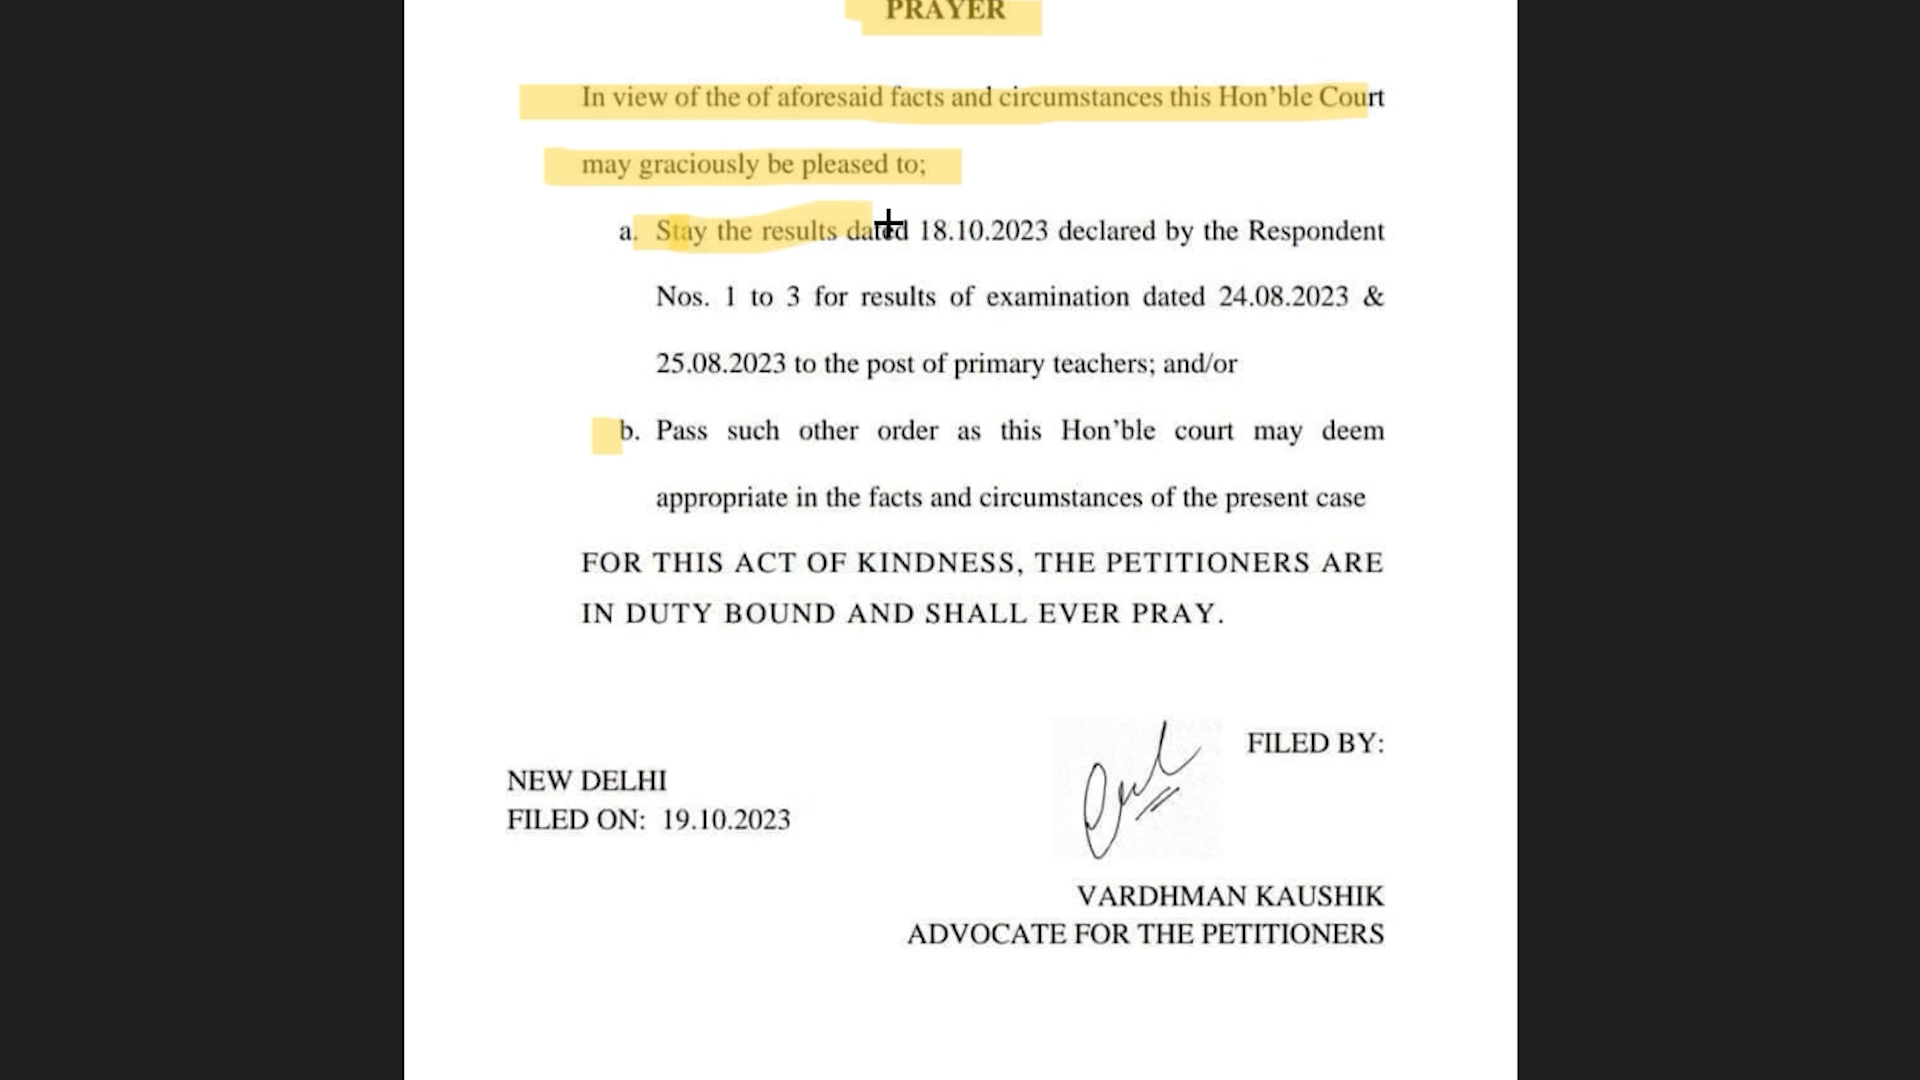 PRAYER
In view of the of aforesaid facts and circumstances this Hon’ble Court
may graciously be pleased to;
a. Stay the results dated 18.10.2023 declared by the Respondent
Nos. 1 to 3 for results of examination dated 24.08.2023 &
25.08.2023 to the post of primary teachers; and/or
b. Pass such other order as this Hon’ble court may deem
appropriate in the facts and circumstances of the present case
FOR THIS ACT OF KINDNESS, THE PETITIONERS ARE
IN DUTY BOUND AND SHALL EVER PRAY.
FILED BY:
NEW DELHI
FILED ON: 19.10.2023
VARDHMAN KAUSHIK
ADVOCATE FOR THE PETITIONERS